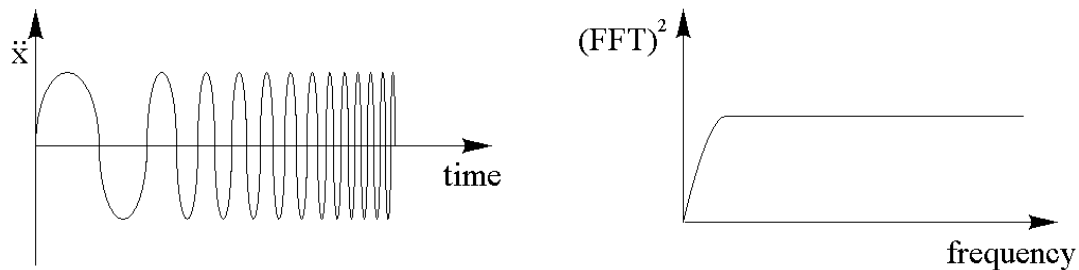 ẍ
time
(FFT)²
frequency